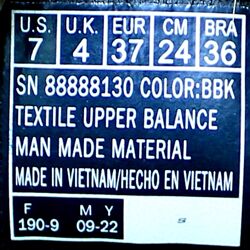 U.S. U.K. EUR CM BRA
7 4 37 24 36
SN 88888130 COLOR:BBK
TEXTILE UPPER BALANCE
MAN MADE MATERIAL
MADE IN VIETNAM/HECHO EN VIETNAM
F M Y
190-9 09-22